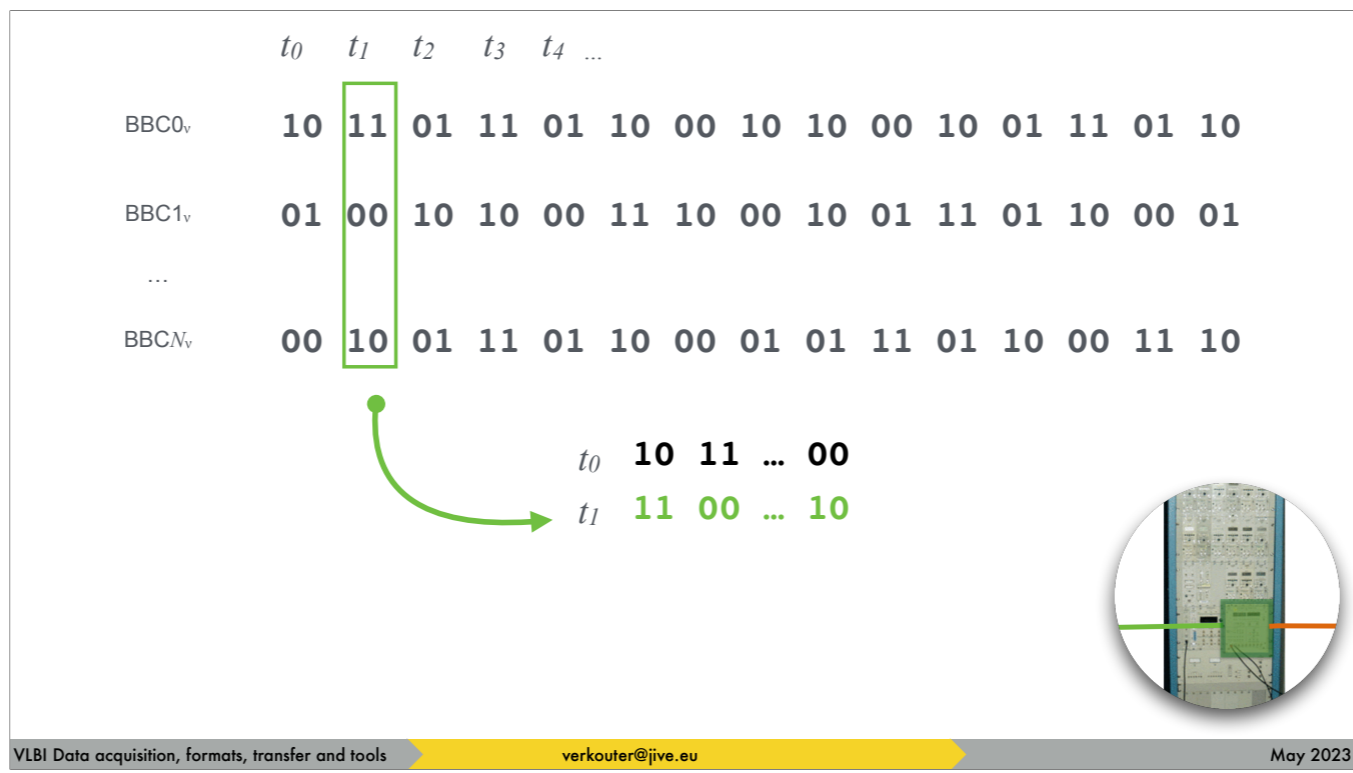 t0 t1 t2 t3 t4 ...
BBC0v 10 11 01 11 01 10 00 10 10 00 10 01 11 01 10
BBC1v 01 00 10 10 00 11 10 00 10 01 11 01 10 00 01
...
BBCNv 00 10 01 11 01 10 00 01 01 11 01 10 00 11 10
t0 10 11 … 00
t1 11 00 … 10
VLBI Data acquisition, formats, transfer and tools verkouter@jive.eu May 2023